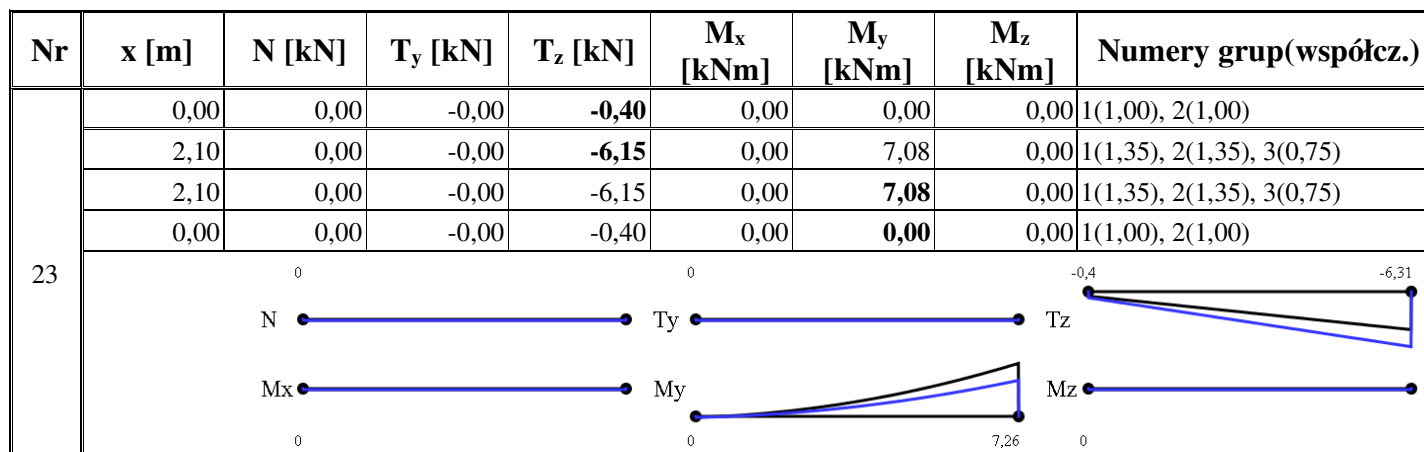 Nr x [m] N [kN] Ty [kN] Tz [kN] Mx [kNm] My [kNm] Mz [kNm] Numery grup(współcz.)
0,00 0,00 -0,00 -0,40 0,00 0,00 0,00 1(1,00), 2(1,00)
2,10 0,00 -0,00 -6,15 0,00 7,08 0,00 1(1,35), 2(1,35), 3(0,75)
2,10 0,00 -0,00 -6,15 0,00 7,08 0,00 1(1,35), 2(1,35), 3(0,75)
0,00 0,00 -0,00 -0,40 0,00 0,00 0,00 1(1,00), 2(1,00)
23
0 0 -0,4 -6,31
N Ty Tz
Mx My Mz
0 0 7,26 0